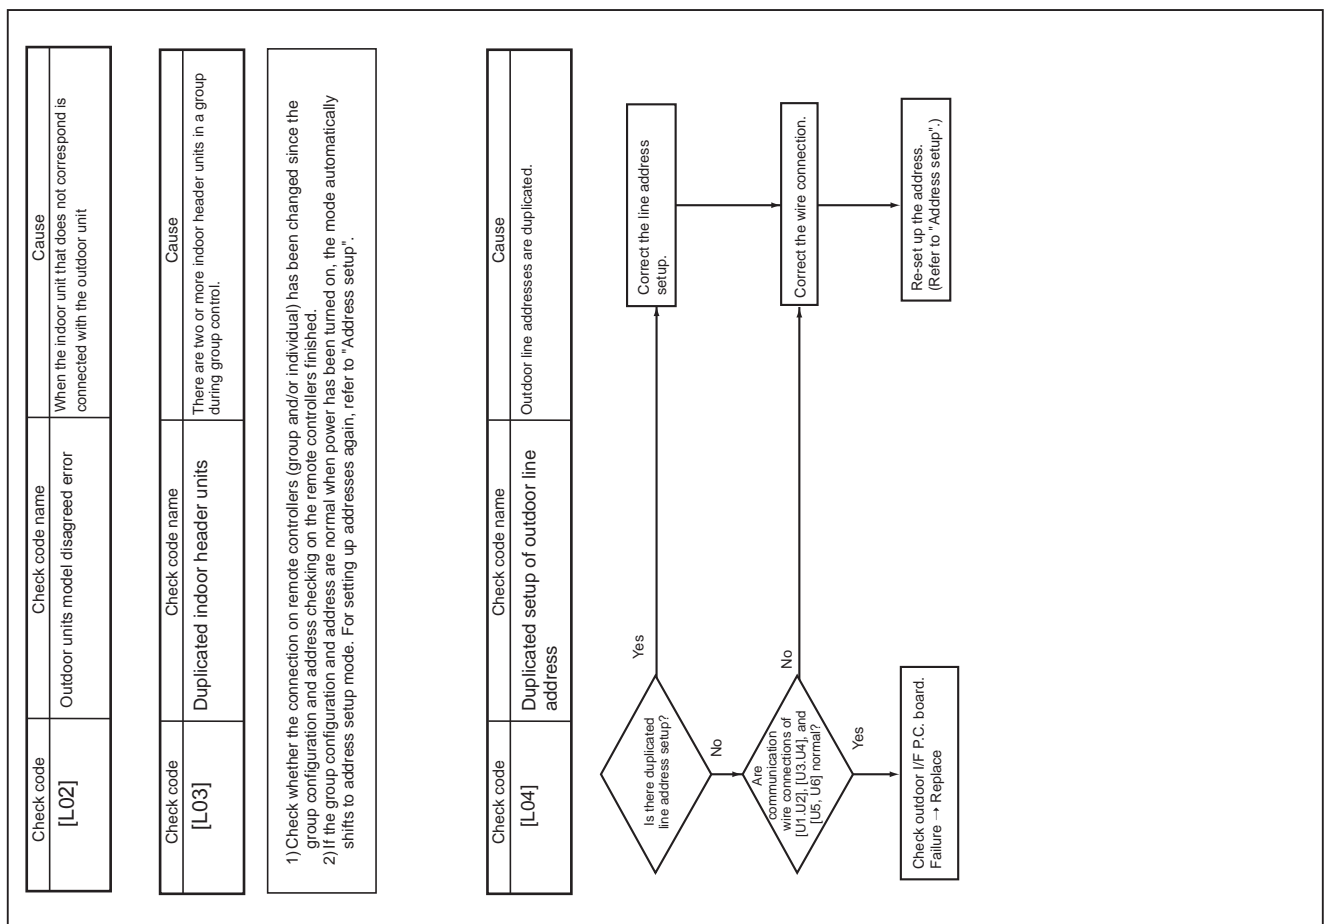 Check code
Check code name
Cause
[L02]
Outdoor units model disagreed error
When the indoor unit that does not correspond is
connected with the outdoor unit
Check code
Check code name
Cause
[L03]
Duplicated indoor header units
There are two or more indoor header units in a group
during group control.
1) Check whether the connection on remote controllers (group and/or individual) has been changed since the
group configuration and address checking on the remote controllers finished.
2) If the group configuration and address are normal when power has been turned on, the mode automatically
shifts to address setup mode. For setting up addresses again, refer to "Address setup".
Check code
Check code name
Cause
[L04]
Duplicated setup of outdoor line
address
Outdoor line addresses are duplicated.
Is there duplicated
line address setup?
Yes
Correct the line address
setup.
No
Are
communication
wire connections of
[U1.U2], [U3.U4], and
[U5, U6] normal?
No
Correct the wire connection.
Yes
Check outdoor I/F P.C. board.
Failure → Replace
Re-set up the address.
(Refer to "Address setup".)